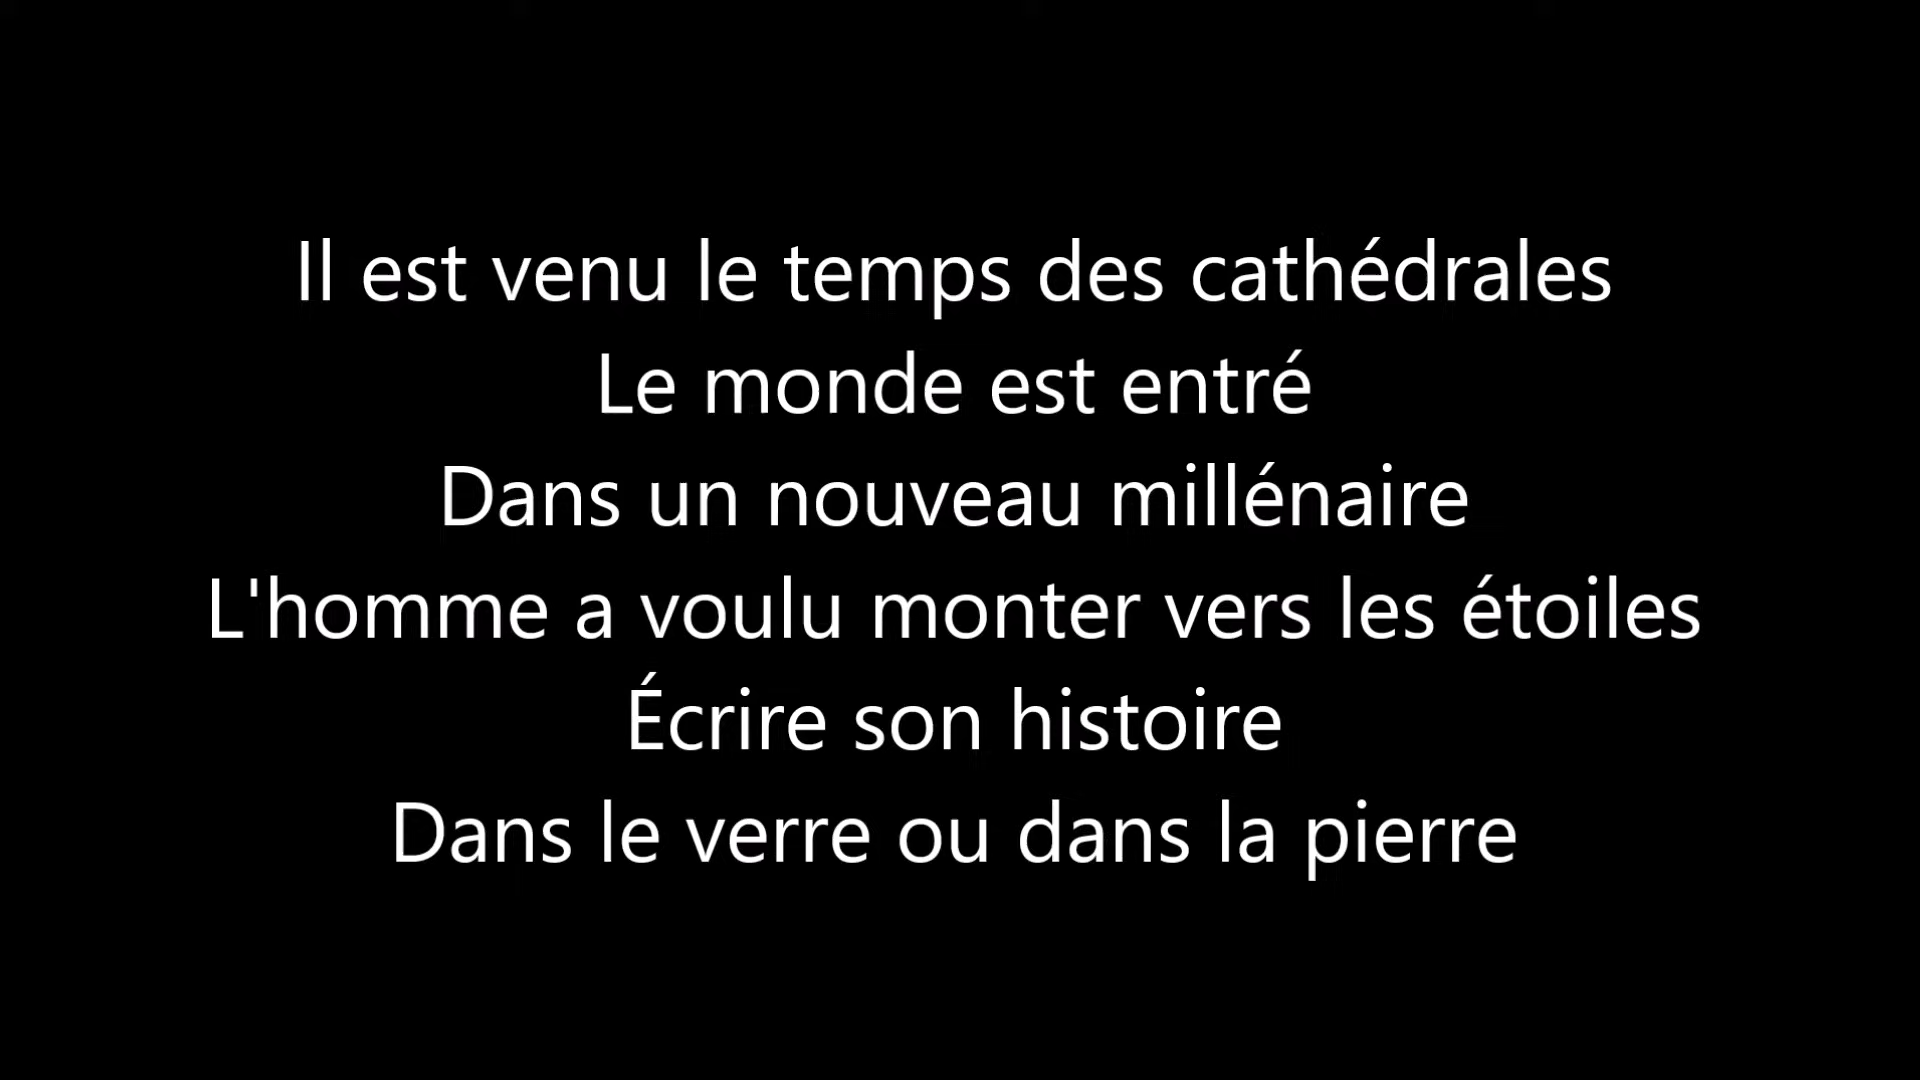 Il est venu le temps des cathédrales
Le monde est entré
Dans un nouveau millénaire
L'homme a voulu monter vers les étoiles
Écrire son histoire
Dans le verre ou dans la pierre